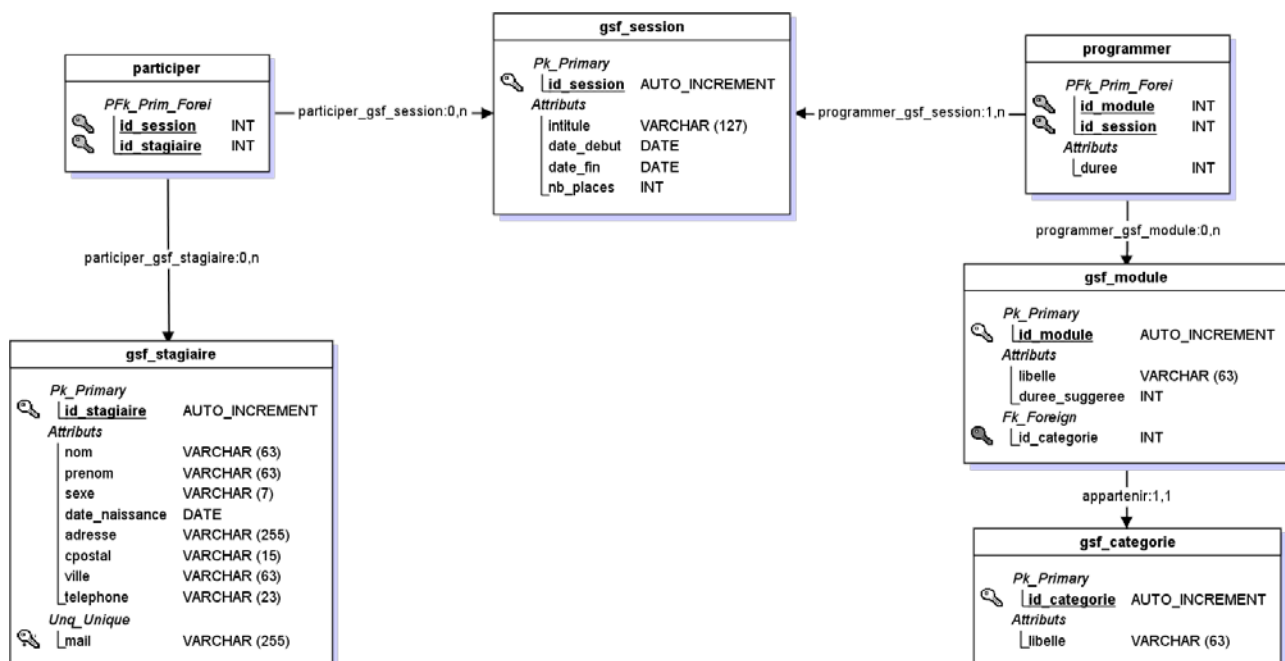 gsf_session
Pk_Primary
id_session AUTO_INCREMENT
Attributs
intitule VARCHAR (127)
date_debut DATE
date_fin DATE
nb_places INT
participer
PFk_Prim_Forei
id_session INT
id_stagiaire INT
participer_gsf_session:0,n
programmer_gsf_session:1,n
programmer
PFk_Prim_Forei
id_module INT
id_session INT
Attributs
duree INT
participer_gsf_stagiaire:0,n
programmer_gsf_module:0,n
gsf_stagiaire
Pk_Primary
id_stagiaire AUTO_INCREMENT
Attributs
nom VARCHAR (63)
prenom VARCHAR (63)
sexe VARCHAR (7)
date_naissance DATE
adresse VARCHAR (255)
cpostal VARCHAR (15)
ville VARCHAR (63)
telephone VARCHAR (23)
Unq_Unique
mail VARCHAR (255)
gsf_module
Pk_Primary
id_module AUTO_INCREMENT
Attributs
libelle VARCHAR (63)
duree_suggeree INT
Fk_Foreign
id_categorie INT
appartenir:1,1
gsf_categorie
Pk_Primary
id_categorie AUTO_INCREMENT
Attributs
libelle VARCHAR (63)